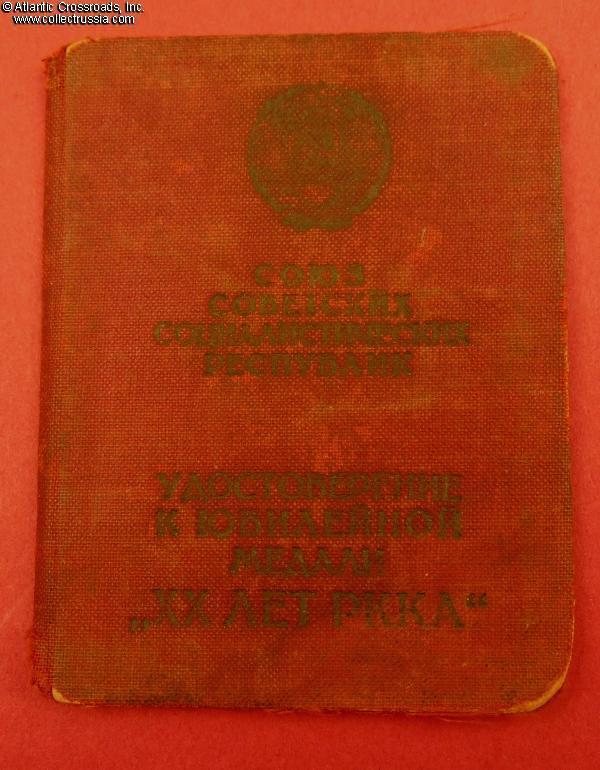 © Atlantic Crossroads, Inc.
www.collectrussia.com
СОЮЗ
СОВЕТСКИХ
СОЦИАЛИСТИЧЕСКИХ
РЕСПУБЛИК
УДОСТОВЕРЕНИЕ
К ЮБИЛЕЙНОЙ
МЕДАЛИ
„XX ЛЕТ РККА“